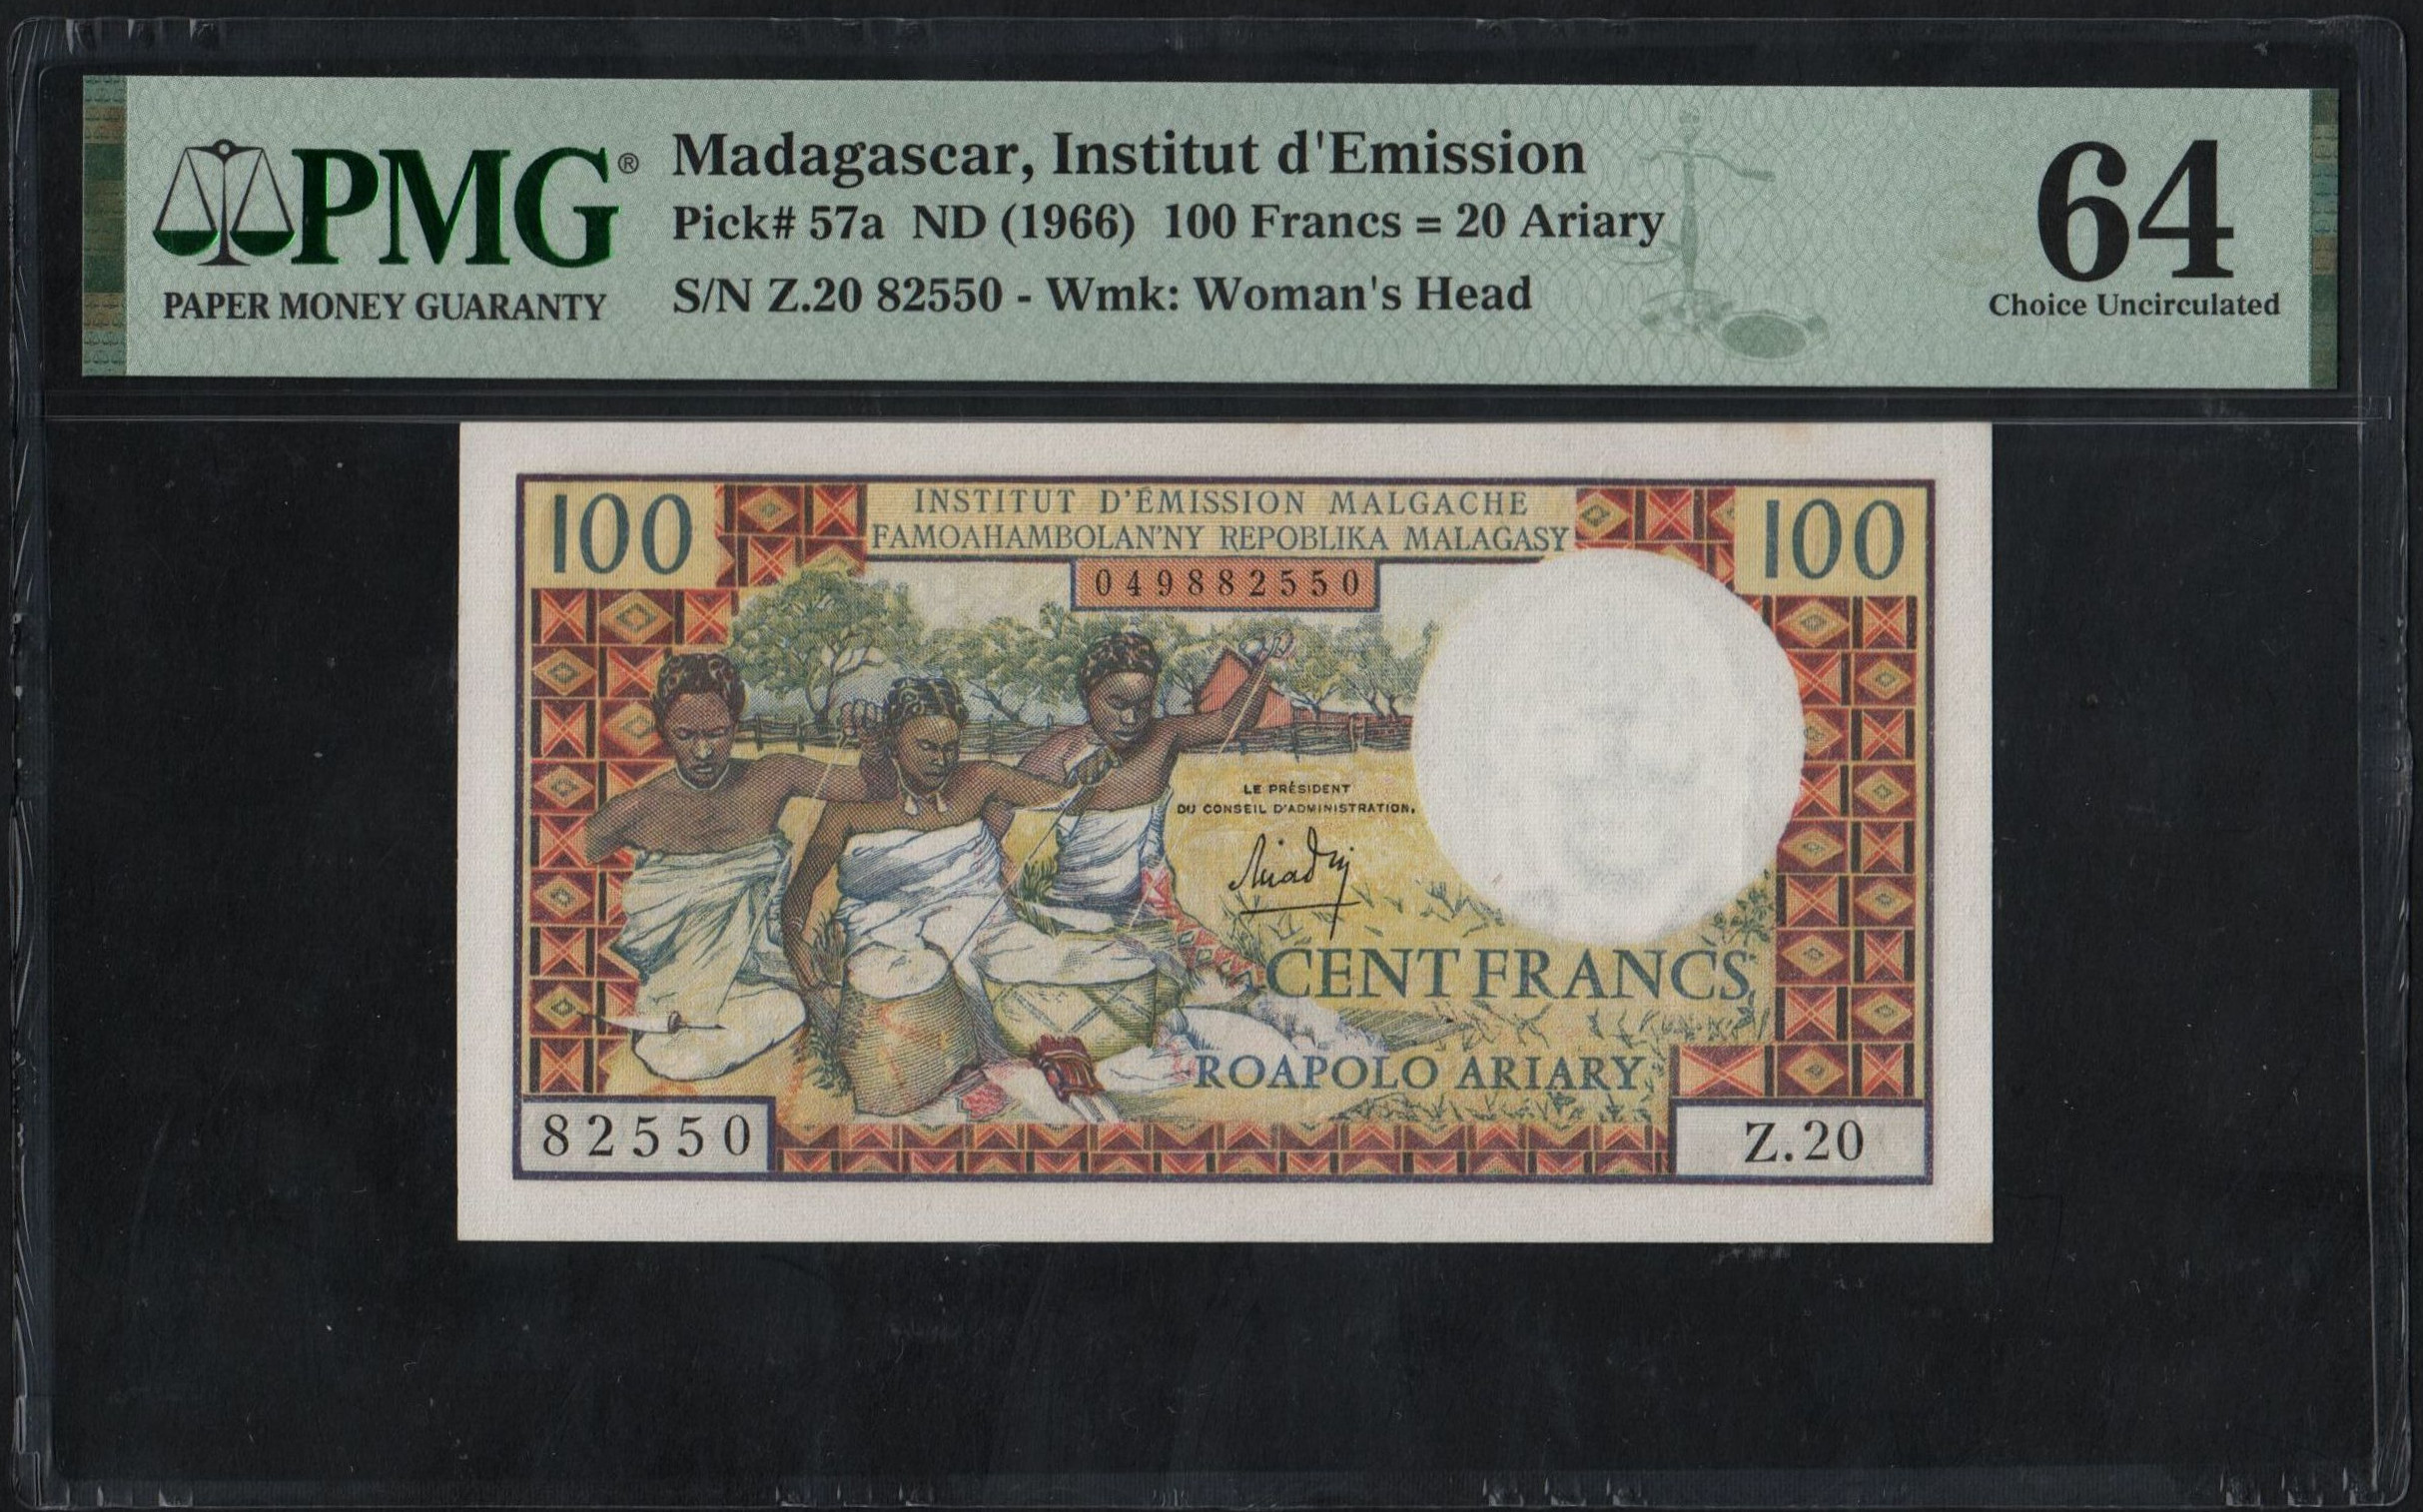 PMG®
PAPER MONEY GUARANTY
Madagascar, Institut d'Emission
Pick# 57a ND (1966) 100 Francs = 20 Ariary
S/N Z.20 82550 - Wmk: Woman's Head
64
Choice Uncirculated
100
INSTITUT D'ÉMISSION MALGACHE
FAMOAHAMBOLAN'NY REPOBLIKA MALAGASY
100
049882550
LE PRÉSIDENT
DU CONSEIL D'ADMINISTRATION,
CENT FRANCS
ROAPOLO ARIARY
82550
Z.20